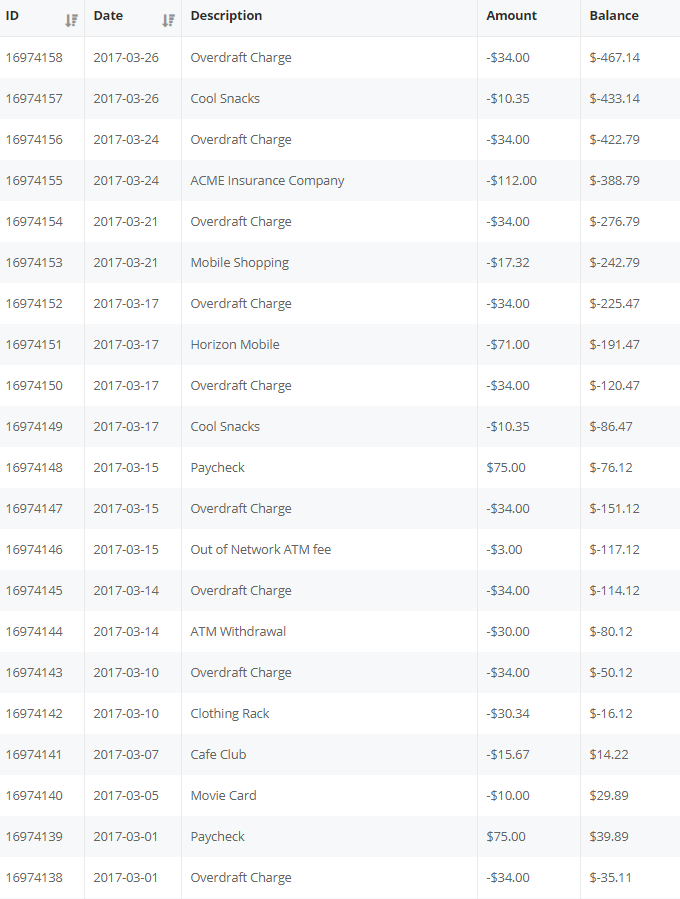 ID Date Description Amount Balance
16974158 2017-03-26 Overdraft Charge -$34.00 $-467.14
16974157 2017-03-26 Cool Snacks -$10.35 $-433.14
16974156 2017-03-24 Overdraft Charge -$34.00 $-422.79
16974155 2017-03-24 ACME Insurance Company -$112.00 $-388.79
16974154 2017-03-21 Overdraft Charge -$34.00 $-276.79
16974153 2017-03-21 Mobile Shopping -$17.32 $-242.79
16974152 2017-03-17 Overdraft Charge -$34.00 $-225.47
16974151 2017-03-17 Horizon Mobile -$71.00 $-191.47
16974150 2017-03-17 Overdraft Charge -$34.00 $-120.47
16974149 2017-03-17 Cool Snacks -$10.35 $-86.47
16974148 2017-03-15 Paycheck $75.00 $-76.12
16974147 2017-03-15 Overdraft Charge -$34.00 $-151.12
16974146 2017-03-15 Out of Network ATM fee -$3.00 $-117.12
16974145 2017-03-14 Overdraft Charge -$34.00 $-114.12
16974144 2017-03-14 ATM Withdrawal -$30.00 $-80.12
16974143 2017-03-10 Overdraft Charge -$34.00 $-50.12
16974142 2017-03-10 Clothing Rack -$30.34 $-16.12
16974141 2017-03-07 Cafe Club -$15.67 $14.22
16974140 2017-03-05 Movie Card -$10.00 $29.89
16974139 2017-03-01 Paycheck $75.00 $39.89
16974138 2017-03-01 Overdraft Charge -$34.00 $-35.11